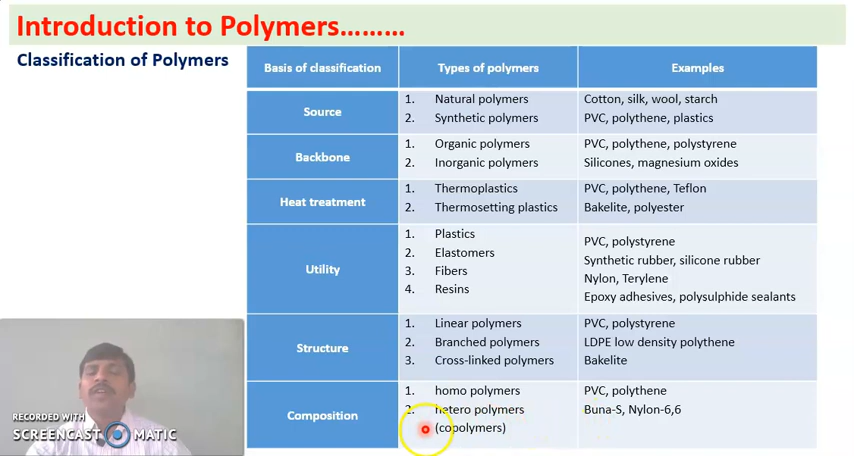 Introduction to Polymers.........
Classification of Polymers
Basis of classification Types of polymers Examples
Source
1. Natural polymers Cotton, silk, wool, starch
2. Synthetic polymers PVC, polythene, plastics
Backbone
1. Organic polymers PVC, polythene, polystyrene
2. Inorganic polymers Silicones, magnesium oxides
Heat treatment
1. Thermoplastics PVC, polythene, Teflon
2. Thermosetting plastics Bakelite, polyester
Utility
1. Plastics PVC, polystyrene
2. Elastomers Synthetic rubber, silicone rubber
3. Fibers Nylon, Terylene
4. Resins Epoxy adhesives, polysulphide sealants
Structure
1. Linear polymers PVC, polystyrene
2. Branched polymers LDPE low density polythene
3. Cross-linked polymers Bakelite
Composition
1. homo polymers PVC, polythene
2. hetero polymers Buna-S, Nylon-6,6
(copolymers)
RECORDED WITH
SCREENCAST MATIC